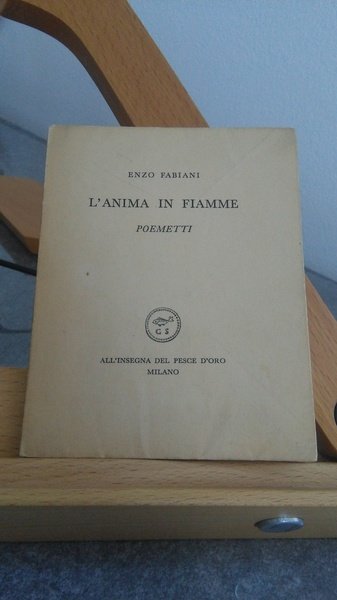 ENZO FABIANI
L'ANIMA IN FIAMME
POEMETTI
G S
ALL'INSEGNA DEL PESCE D'ORO
MILANO